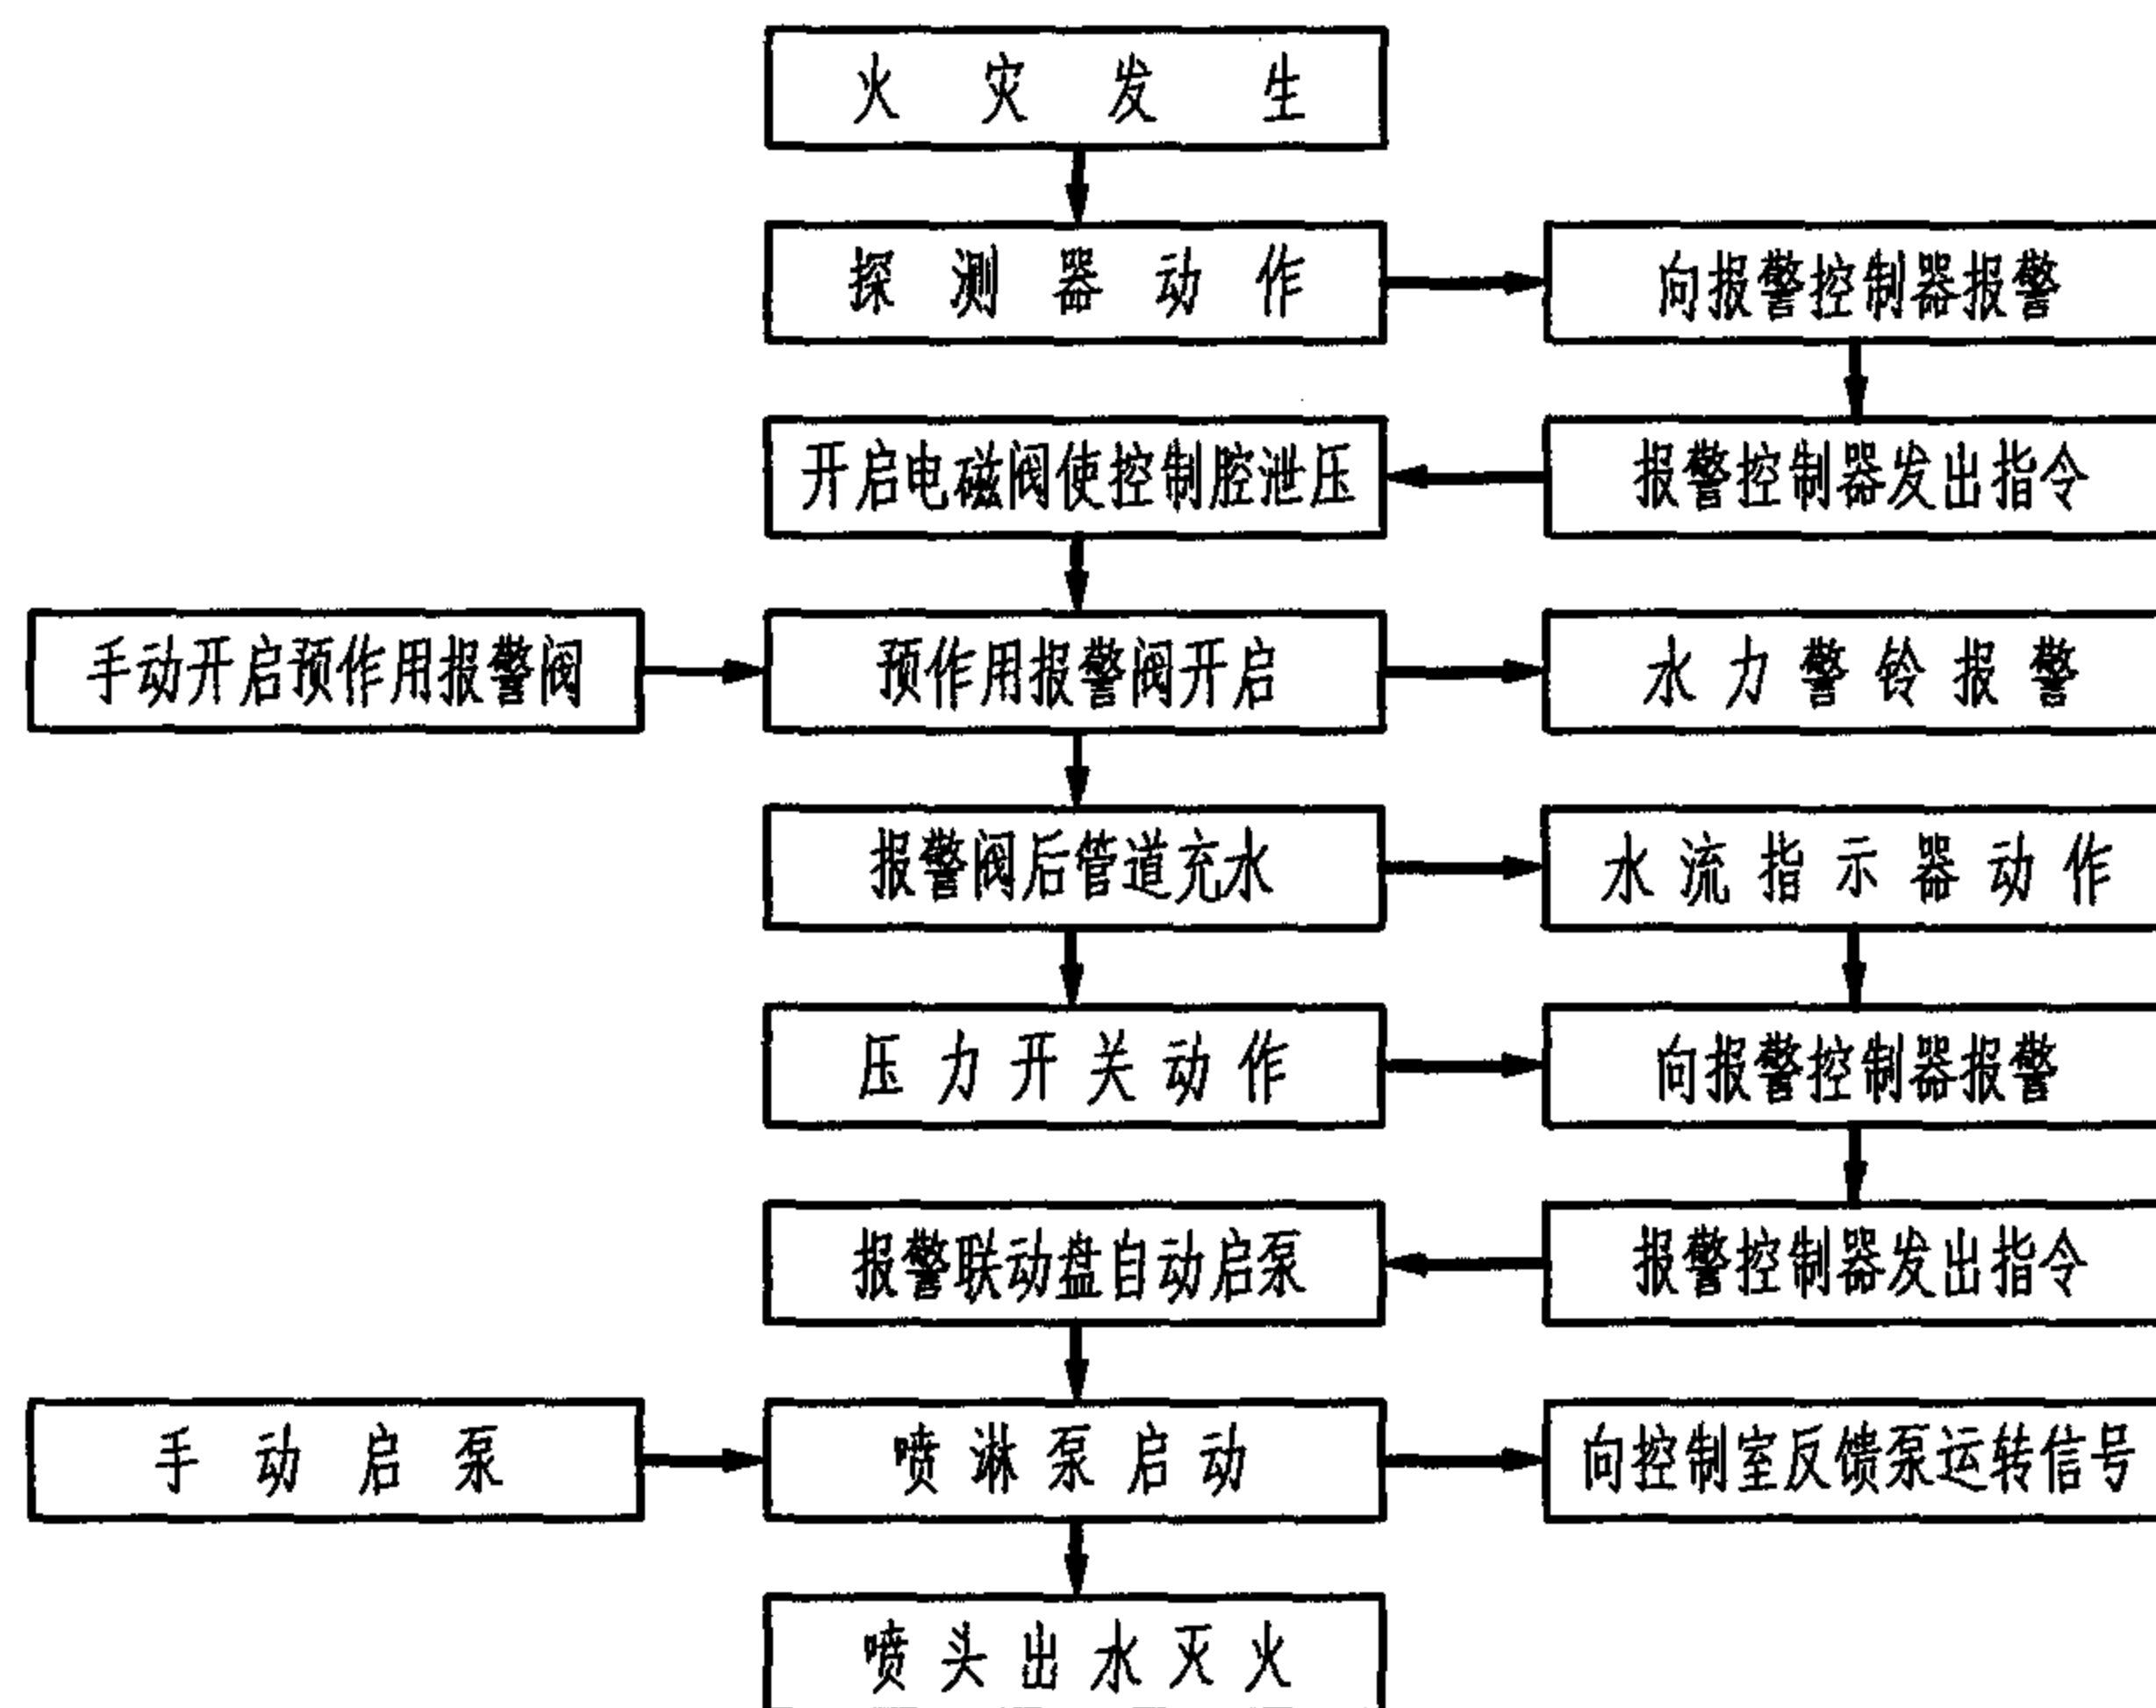 火灾发生
探测器动作
向报警控制器报警
开启电磁阀使控制腔泄压
报警控制器发出指令
手动开启预作用报警阀
预作用报警阀开启
水力警铃报警
报警阀后管道充水
水流指示器动作
压力开关动作
向报警控制器报警
报警联动盘自动启泵
报警控制器发出指令
手动启泵
喷淋泵启动
向控制室反馈泵运转信号
喷头出水灭火